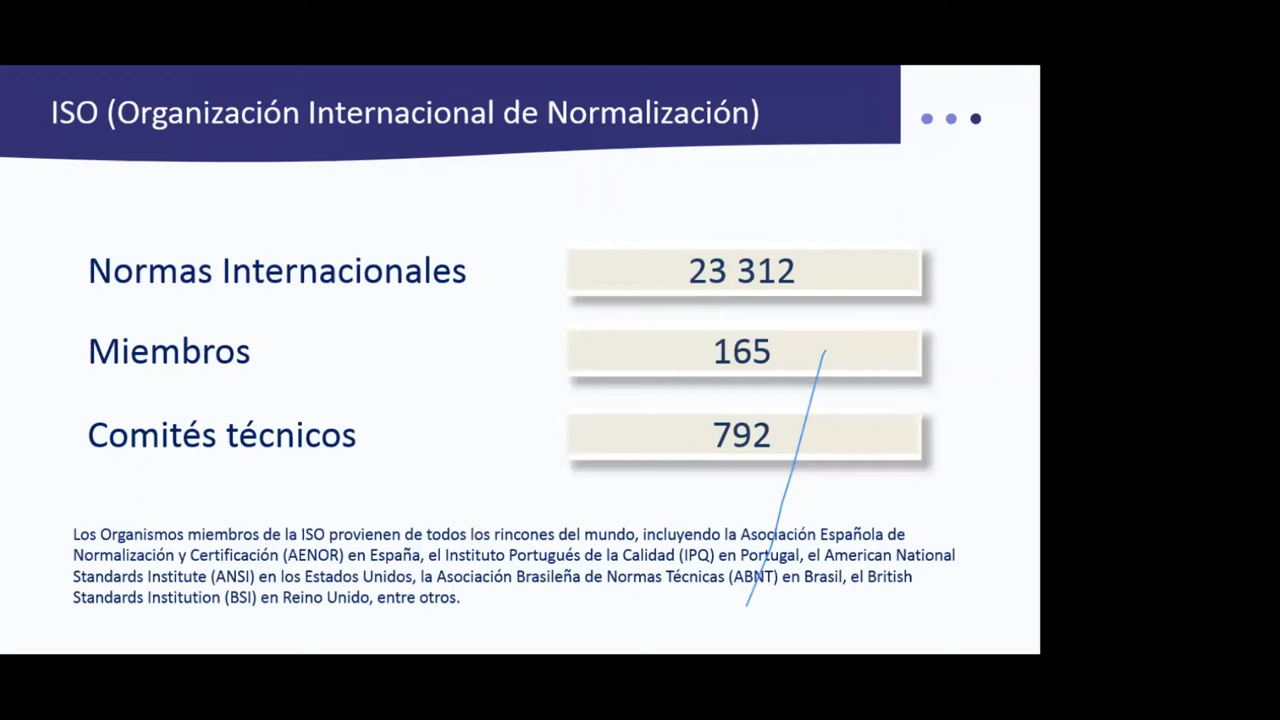 ISO (Organización Internacional de Normalización)
Normas Internacionales 23 312
Miembros 165
Comités técnicos 792
Los Organismos miembros de la ISO provienen de todos los rincones del mundo, incluyendo la Asociación Española de
Normalización y Certificación (AENOR) en España, el Instituto Portugués de la Calidad (IPQ) en Portugal, el American National
Standards Institute (ANSI) en los Estados Unidos, la Asociación Brasileña de Normas Técnicas (ABNT) en Brasil, el British
Standards Institution (BSI) en Reino Unido, entre otros.